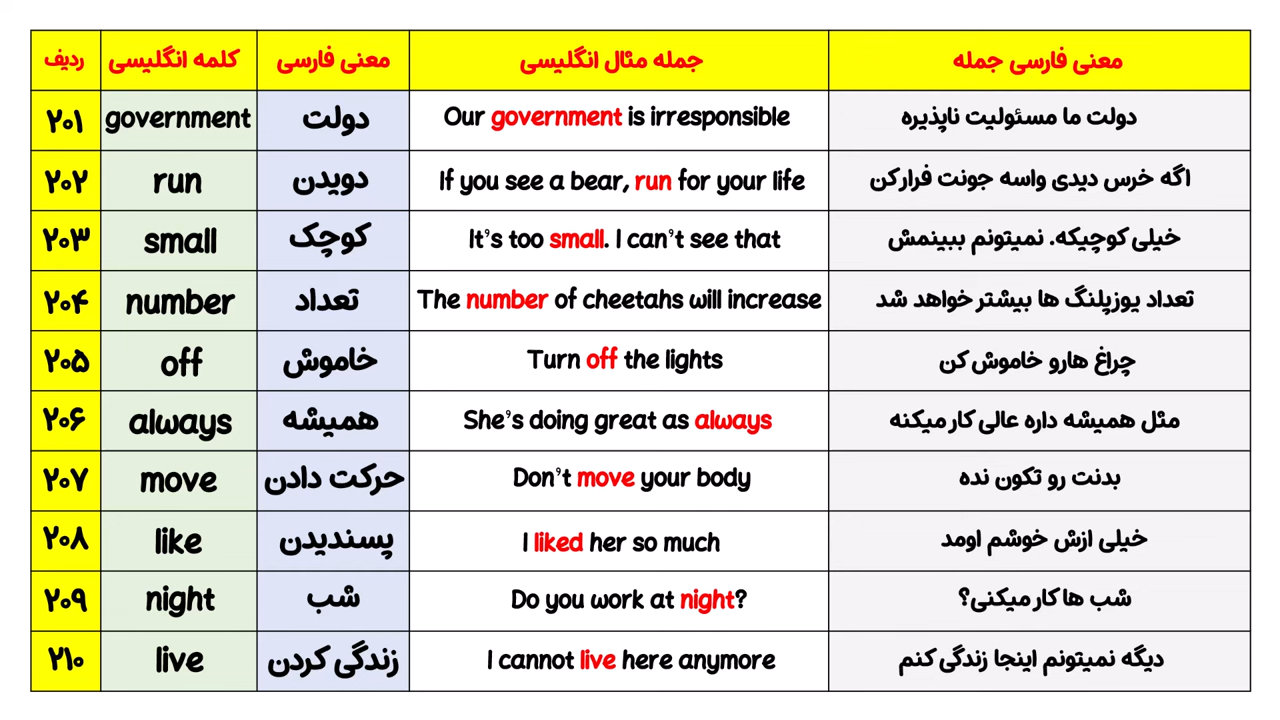 ردیف کلمه انگلیسی معنی فارسی جمله مثال انگلیسی معنی فارسی جمله
۲۰۱ government دولت Our government is irresponsible دولت ما مسئولیت ناپذیره
۲۰۲ run دویدن If you see a bear, run for your life اگه خرس دیدی واسه جونت فرارکن
۲۰۳ small کوچک It's too small. I can't see that خیلی کوچیکه. نمیتونم ببینمش
۲۰۴ number تعداد The number of cheetahs will increase تعداد یوزپلنگ ها بیشتر خواهد شد
۲۰۵ off خاموش Turn off the lights چراغ هارو خاموش کن
۲۰۶ always همیشه She's doing great as always مثل همیشه داره عالی کار میکنه
۲۰۷ move حرکت دادن Don't move your body بدنت رو تکون نده
۲۰۸ like پسندیدن I liked her so much خیلی ازش خوشم اومد
۲۰۹ night شب Do you work at night? شب ها کار میکنی؟
۲۱۰ live زندگی کردن I cannot live here anymore دیگه نمیتونم اینجا زندگی کنم